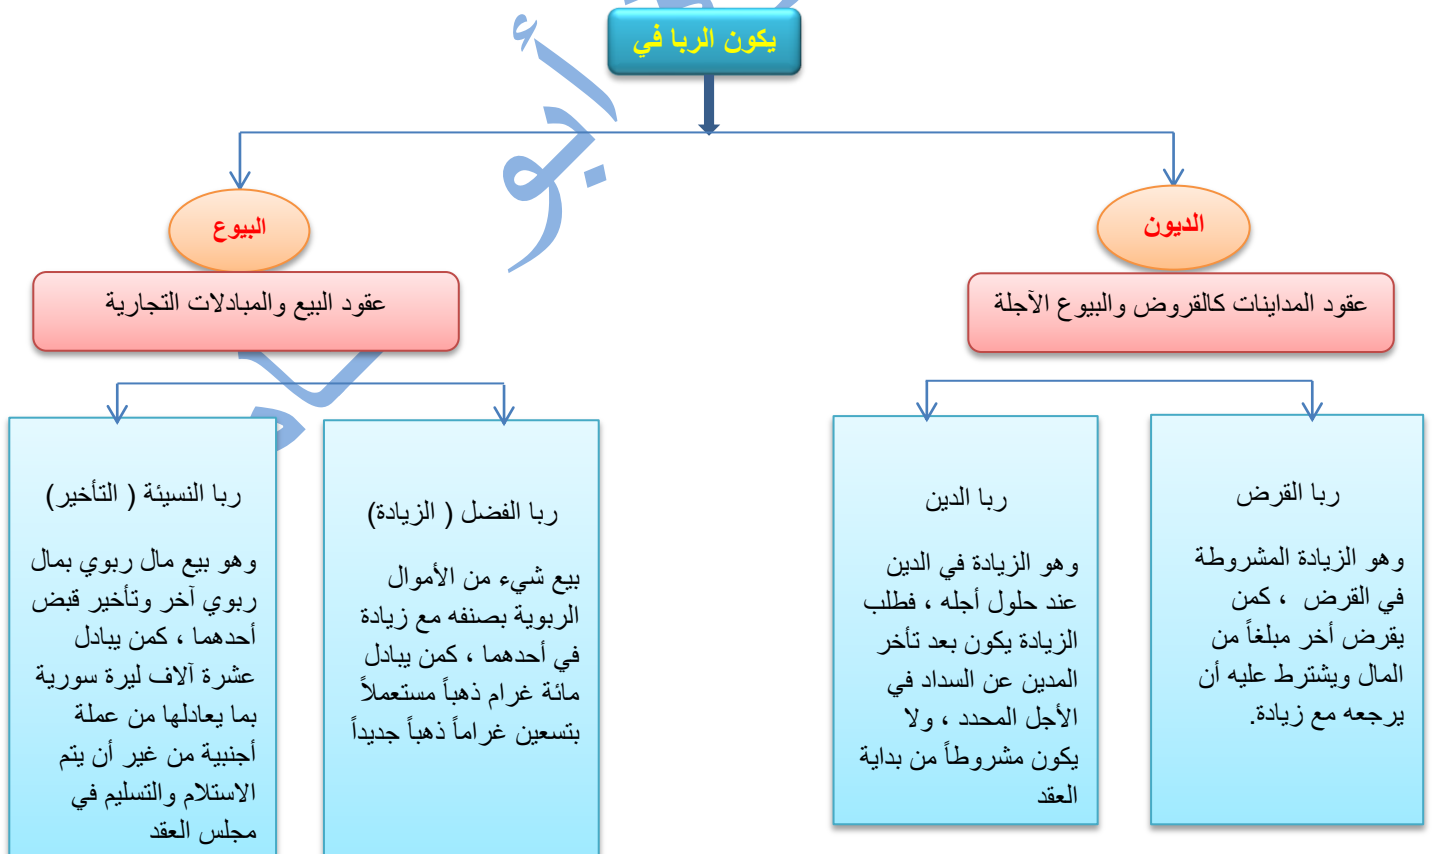 يكون الربا في
الديون
عقود المداينات كالقروض والبيوع الآجلة
ربا القرض
وهو الزيادة المشروطة
في القرض ، كمن
يقرض أخر مبلغاً من
المال ويشترط عليه أن
يرجعه مع زيادة.
ربا الدين
وهو الزيادة في الدين
عند حلول أجله ، فطلب
الزيادة يكون بعد تأخر
المدين عن السداد في
الأجل المحدد ، ولا
يكون مشروطاً من بداية
العقد
البيوع
عقود البيع والمبادلات التجارية
ربا الفضل ( الزيادة)
بيع شيء من الأموال
الربوية بصنفه مع زيادة
في أحدهما ، كمن يبادل
مائة غرام ذهباً مستعملاً
بتسعين غراماً ذهباً جديداً
ربا النسيئة ( التأخير)
وهو بيع مال ربوي بمال
ربوي آخر وتأخير قبض
أحدهما ، كمن يبادل
عشرة آلاف ليرة سورية
بما يعادلها من عملة
أجنبية من غير أن يتم
الاستلام والتسليم في
مجلس العقد